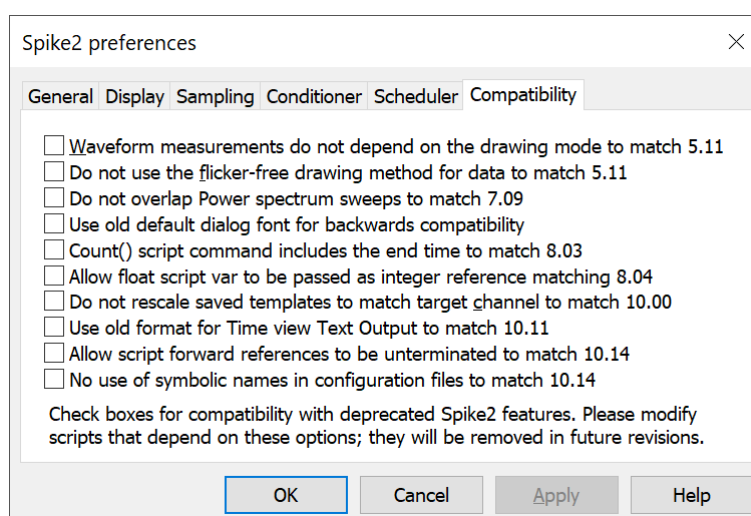 Spike2 preferences
General Display Sampling Conditioner Scheduler Compatibility
Waveform measurements do not depend on the drawing mode to match 5.11
Do not use the flicker-free drawing method for data to match 5.11
Do not overlap Power spectrum sweeps to match 7.09
Use old default dialog font for backwards compatibility
Count() script command includes the end time to match 8.03
Allow float script var to be passed as integer reference matching 8.04
Do not rescale saved templates to match target channel to match 10.00
Use old format for Time view Text Output to match 10.11
Allow script forward references to be unterminated to match 10.14
No use of symbolic names in configuration files to match 10.14
Check boxes for compatibility with deprecated Spike2 features. Please modify
scripts that depend on these options; they will be removed in future revisions.
OK Cancel Apply Help